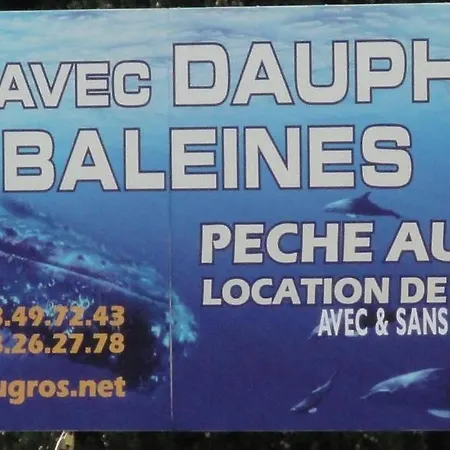 AVEC DAUPH
BALEINES
PECHE AU
LOCATION DE
AVEC & SANS
.49.72.43
.26.27.78
ugros.net